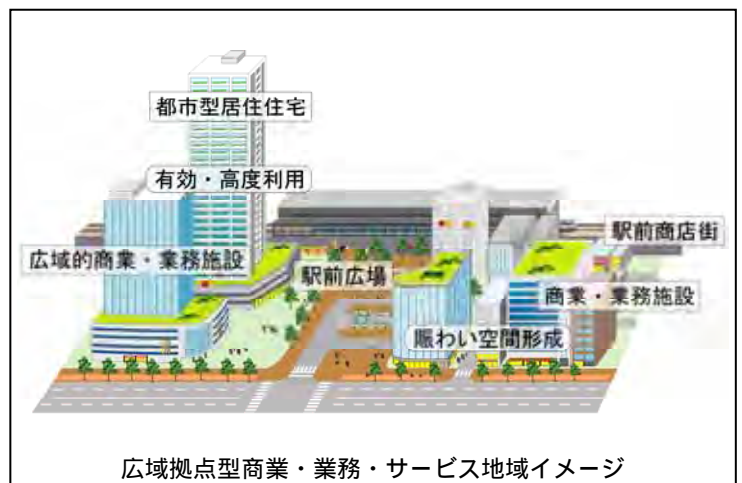 都市型居住住宅
有効・高度利用
広域的商業・業務施設
駅前広場
駅前商店街
商業・業務施設
賑わい空間形成
広域拠点型商業・業務・サービス地域イメージ